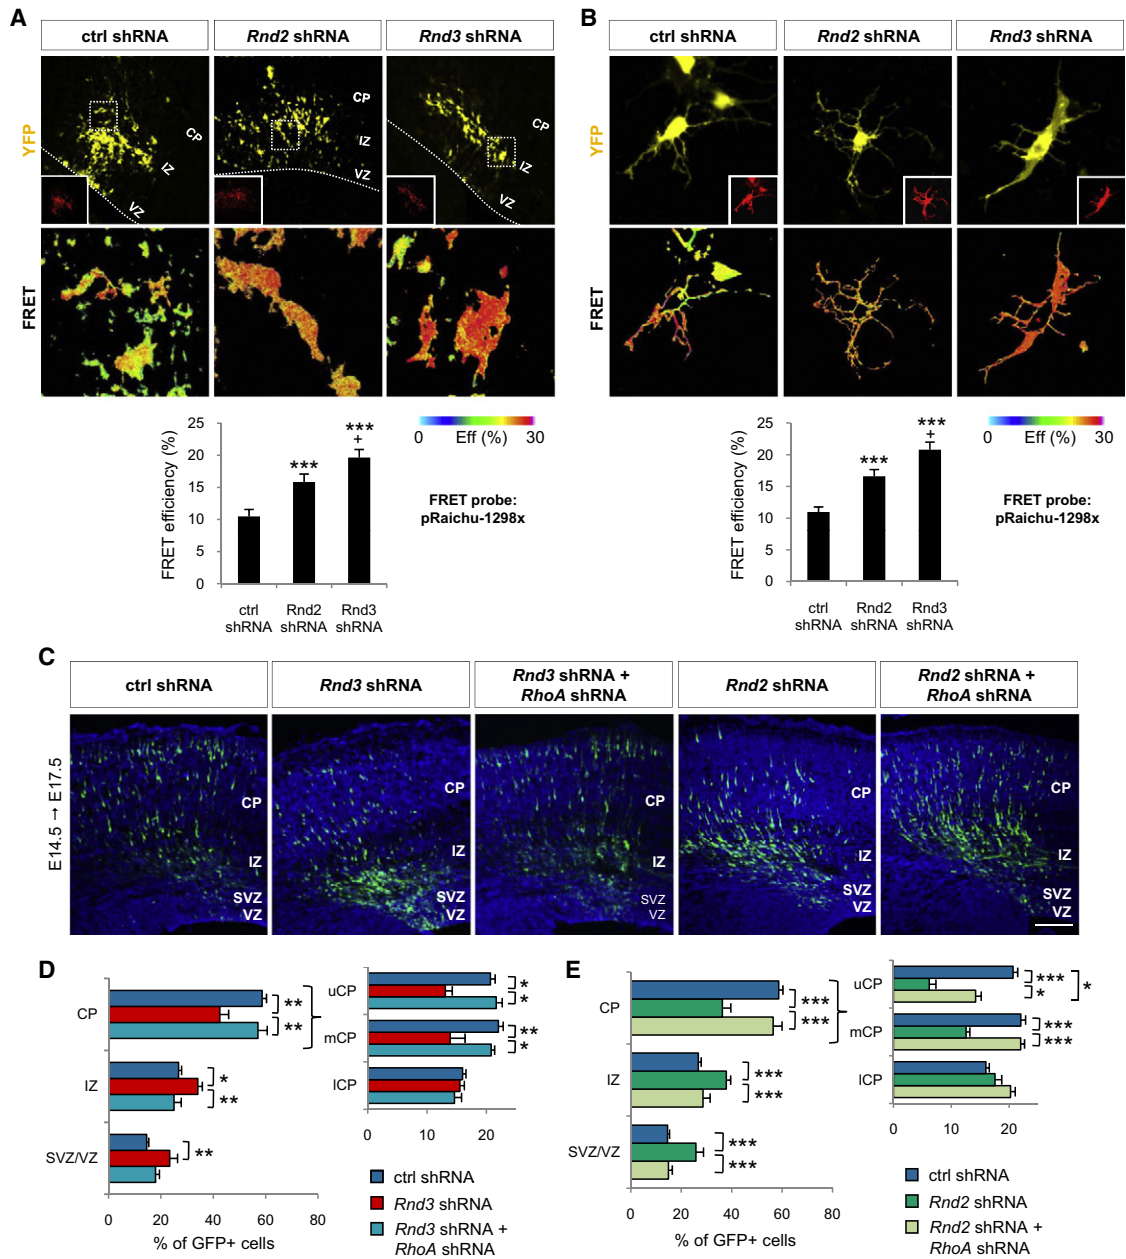 A
ctrl shRNA
Rnd2 shRNA
Rnd3 shRNA
YFP
CP
IZ
VZ
CP
IZ
VZ
CP
IZ
VZ
FRET
FRET efficiency (%)
25
20
15
10
5
0
***
***
+
ctrl
shRNA
Rnd2
shRNA
Rnd3
shRNA
0 Eff (%) 30
FRET probe:
pRaichu-1298x
B
ctrl shRNA
Rnd2 shRNA
Rnd3 shRNA
YFP
FRET
FRET efficiency (%)
25
20
15
10
5
0
***
***
+
ctrl
shRNA
Rnd2
shRNA
Rnd3
shRNA
0 Eff (%) 30
FRET probe:
pRaichu-1298x
C
ctrl shRNA
Rnd3 shRNA
Rnd3 shRNA +
RhoA shRNA
Rnd2 shRNA
Rnd2 shRNA +
RhoA shRNA
E14.5 → E17.5
CP
IZ
SVZ
VZ
CP
IZ
SVZ
VZ
CP
IZ
SVZ
VZ
CP
IZ
SVZ
VZ
CP
IZ
SVZ
VZ
D
CP
**
**
IZ
*
**
SVZ/VZ
**
0 20 40 60 80
% of GFP+ cells
uCP
*
*
mCP
**
*
lCP
0 20
ctrl shRNA
Rnd3 shRNA
Rnd3 shRNA +
RhoA shRNA
E
CP
***
***
IZ
***
***
SVZ/VZ
***
***
0 20 40 60 80
% of GFP+ cells
uCP
***
*
*
mCP
***
***
lCP
0 20
ctrl shRNA
Rnd2 shRNA
Rnd2 shRNA +
RhoA shRNA